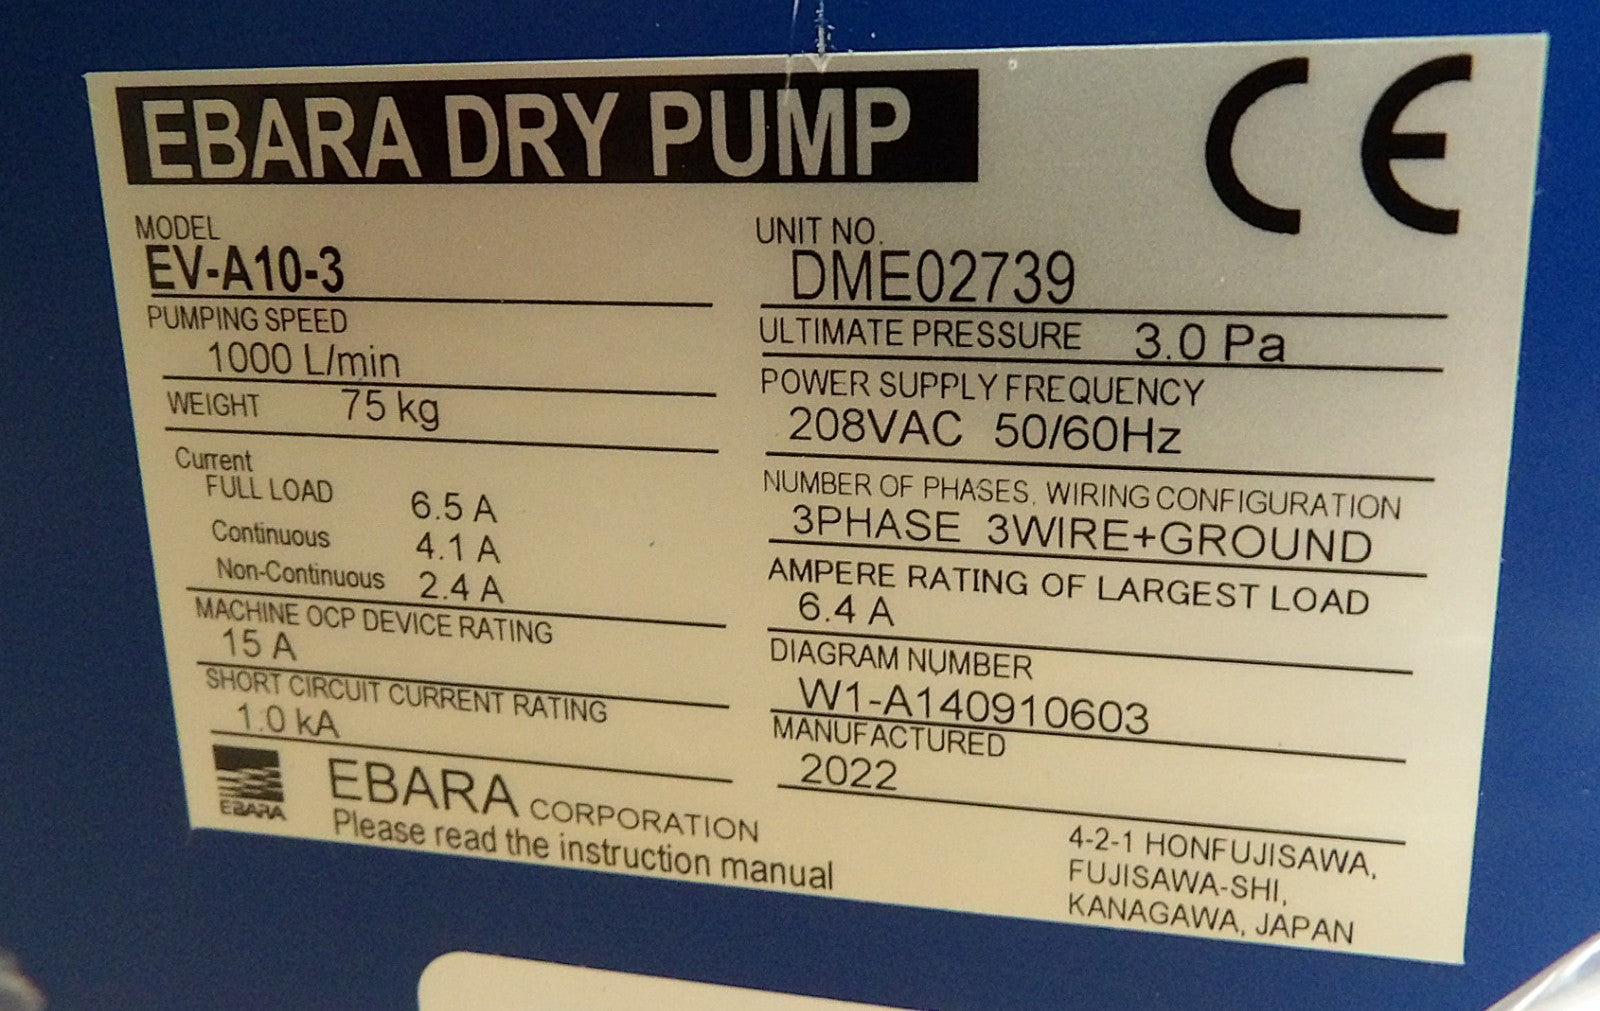 EBARA DRY PUMP
CE
MODEL
EV-A10-3
UNIT NO.
DME02739
PUMPING SPEED
1000 L/min
ULTIMATE PRESSURE 3.0 Pa
WEIGHT 75 kg
POWER SUPPLY FREQUENCY
208VAC 50/60Hz
Current
FULL LOAD 6.5 A
Continuous 4.1 A
Non-Continuous 2.4 A
NUMBER OF PHASES, WIRING CONFIGURATION
3PHASE 3WIRE+GROUND
AMPERE RATING OF LARGEST LOAD
6.4 A
MACHINE OCP DEVICE RATING
15 A
DIAGRAM NUMBER
W1-A140910603
SHORT CIRCUIT CURRENT RATING
1.0 kA
MANUFACTURED
2022
EBARA
EBARA CORPORATION
Please read the instruction manual
4-2-1 HONFUJISAWA,
FUJISAWA-SHI,
KANAGAWA, JAPAN